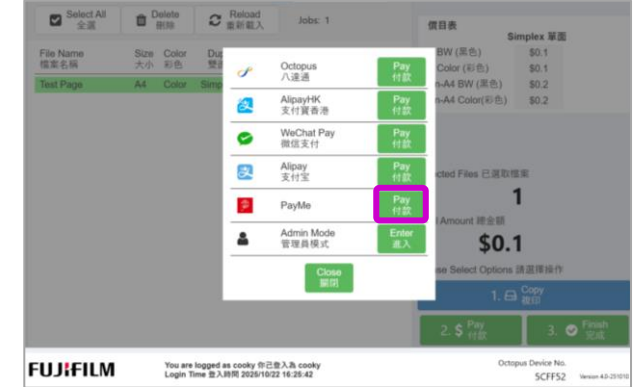 Select All
全選
Delete
刪除
Reload
重新載入
Jobs: 1
File Name
檔案名稱
Size
大小
Color
彩色
Test Page
A4
Color
Octopus
八達通
Pay
付款
AlipayHK
支付寶香港
Pay
付款
WeChat Pay
微信支付
Pay
付款
Alipay
支付宝
Pay
付款
PayMe
Pay
付款
Admin Mode
管理員模式
Enter
進入
Close
關閉
價目表
Simplex 單面
BW (黑色) $0.1
Color (彩色) $0.1
n-A4 BW (黑色) $0.2
n-A4 Color(彩色) $0.2
cted Files 已選取檔案
1
Amount 總金額
$0.1
se Select Options 請選擇操作
1. Copy
複印
2. $ Pay
付款
3. Finish
完成
FUJIFILM
You are logged as cooky 你已登入為 cooky
Login Time 登入時間 2025/10/22 16:25:42
Octopus Device No.
5CFF52
Version 4.0-251010